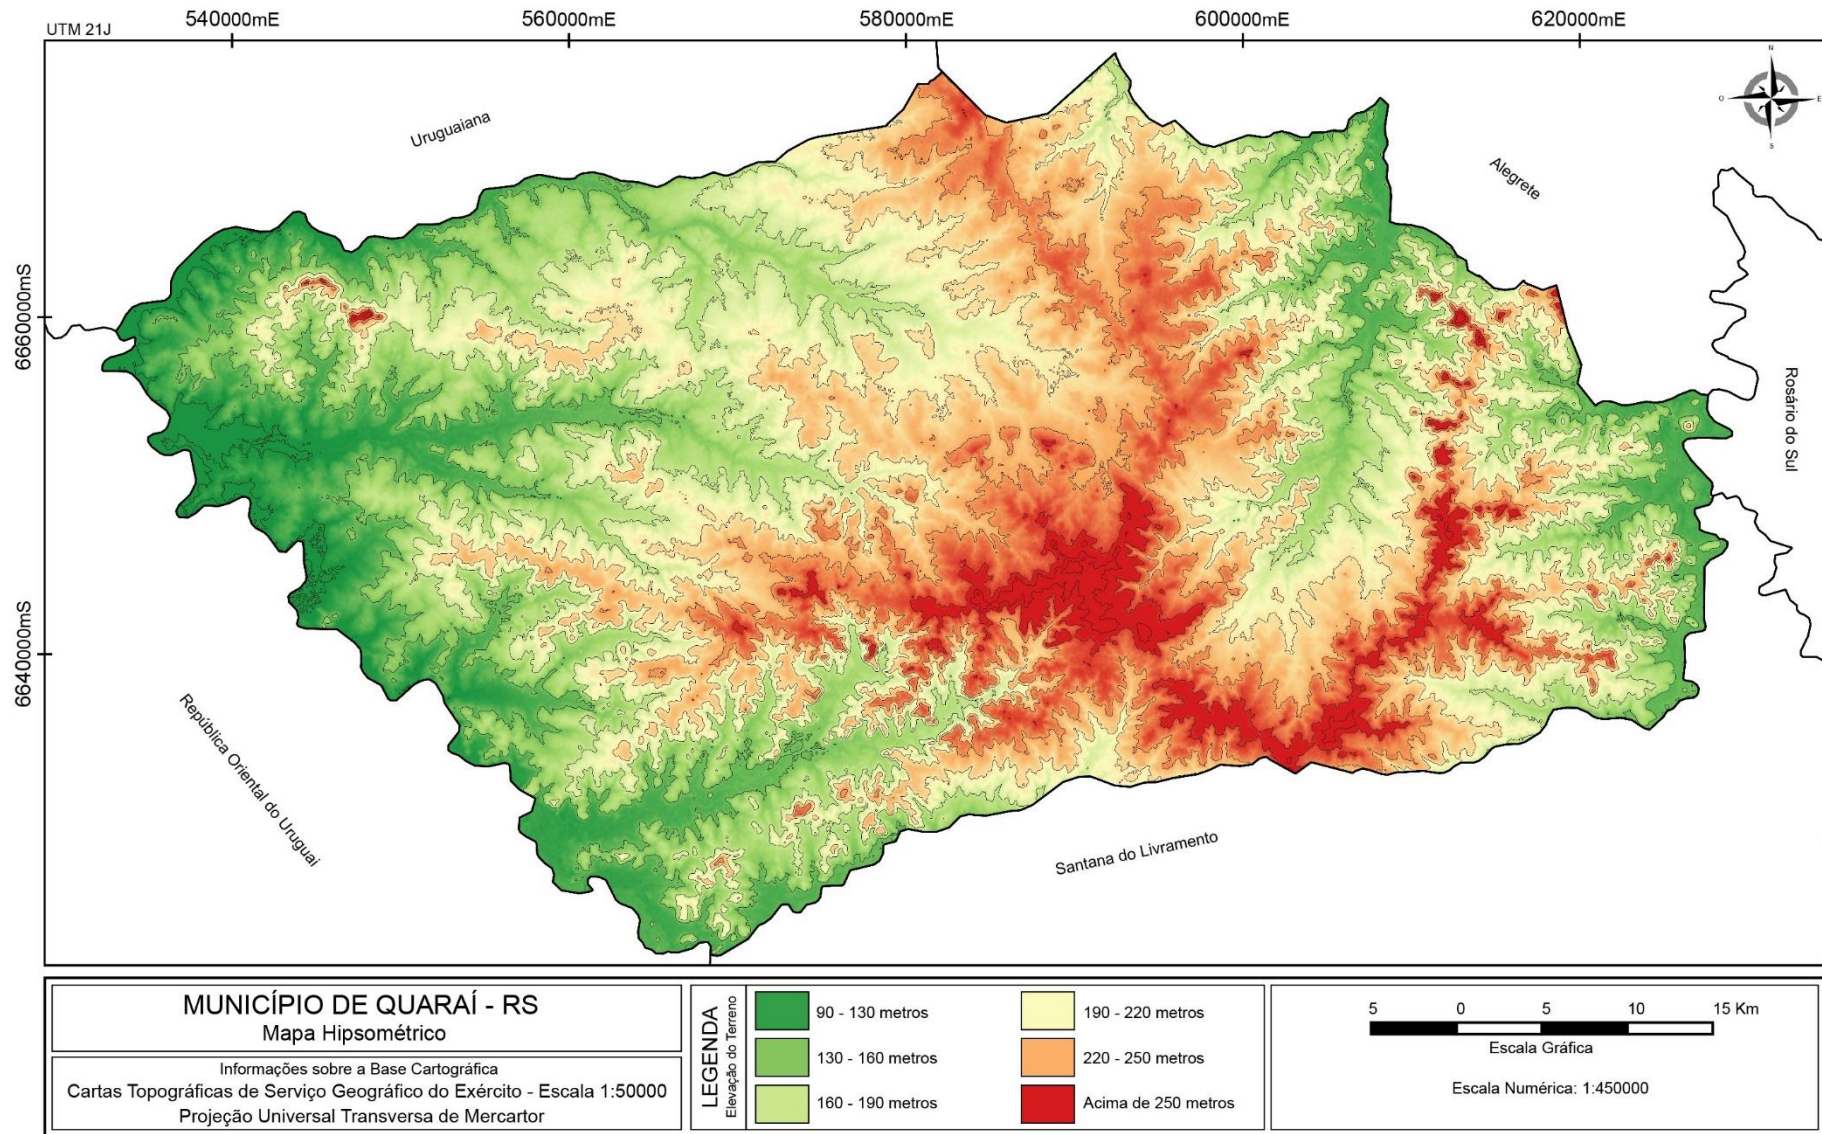 540000mE 560000mE 580000mE 600000mE 620000mE
UTM 21J
N
O E
S
Uruguaiana
Alegrete
6660000mS
Rosário do Sul
6640000mS
República Oriental do Uruguai
Santana do Livramento
MUNICÍPIO DE QUARAÍ - RS
Mapa Hipsométrico
Informações sobre a Base Cartográfica
Cartas Topográficas de Serviço Geográfico do Exército - Escala 1:50000
Projeção Universal Transversa de Mercartor
LEGENDA
Elevação do Terreno
90 - 130 metros
130 - 160 metros
160 - 190 metros
190 - 220 metros
220 - 250 metros
Acima de 250 metros
5 0 5 10 15 Km
Escala Gráfica
Escala Numérica: 1:450000